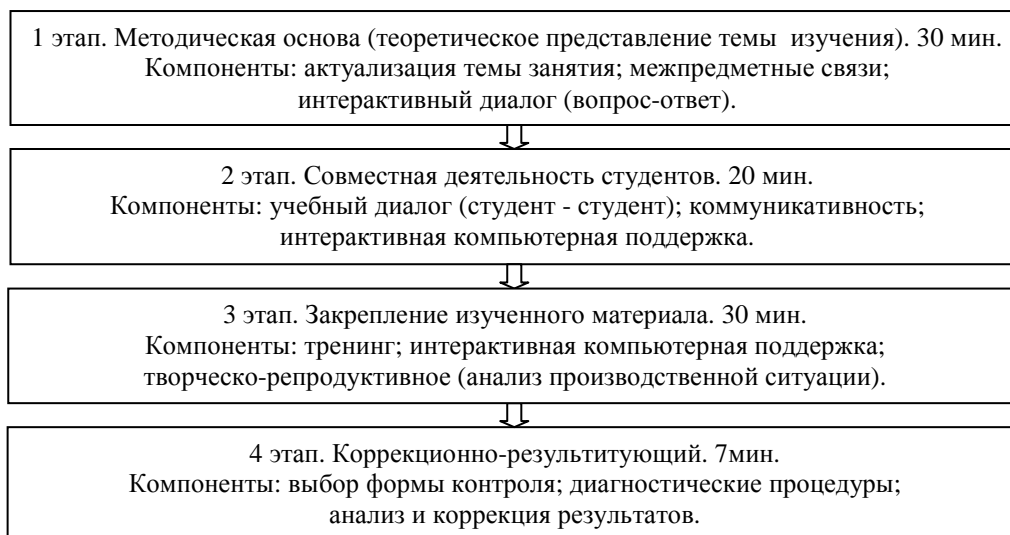 1 этап. Методическая основа (теоретическое представление темы изучения). 30 мин.
Компоненты: актуализация темы занятия; межпредметные связи;
интерактивный диалог (вопрос-ответ).
2 этап. Совместная деятельность студентов. 20 мин.
Компоненты: учебный диалог (студент - студент); коммуникативность;
интерактивная компьютерная поддержка.
3 этап. Закрепление изученного материала. 30 мин.
Компоненты: тренинг; интерактивная компьютерная поддержка;
творческо-репродуктивное (анализ производственной ситуации).
4 этап. Коррекционно-результитующий. 7мин.
Компоненты: выбор формы контроля; диагностические процедуры;
анализ и коррекция результатов.